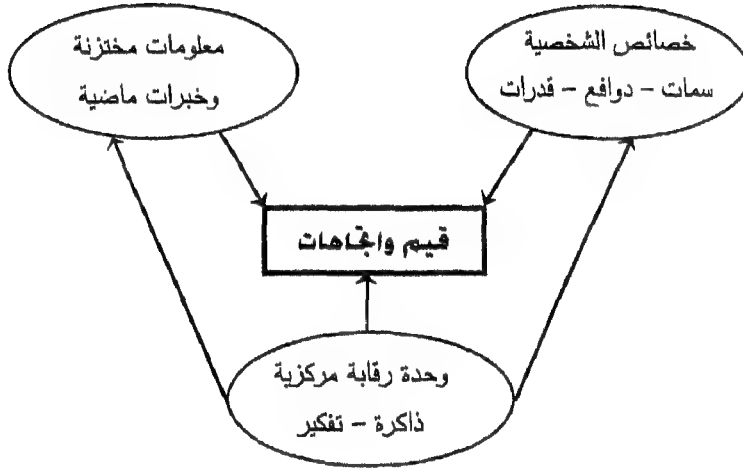 خصائص الشخصية
سمات – دوافع – قدرات
معلومات مختزنة
وخبرات ماضية
قيم واتجاهات
وحدة رقابة مركزية
ذاكرة – تفكير